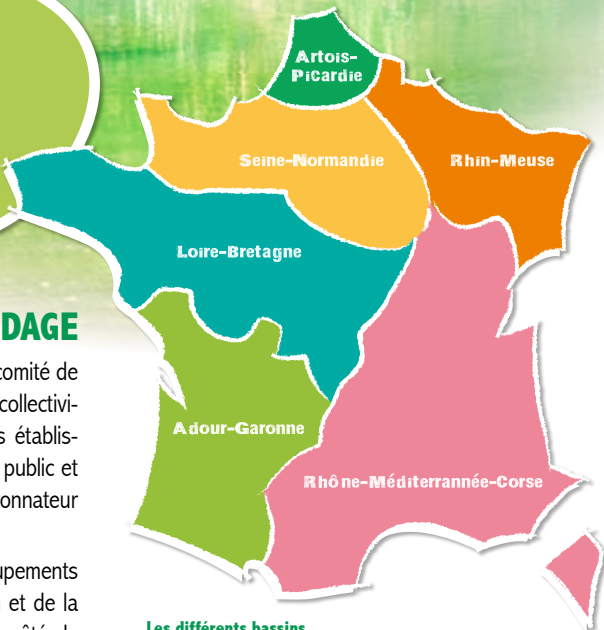 Artois-
Picardie
Seine-Normandie
Rhin-Meuse
Loire-Bretagne
Adour-Garonne
Rhône-Méditerrannée-Corse
DAGE
comité de
collectivi-
s établis-
public et
onnateur
upements
et de la
Les différents bassins